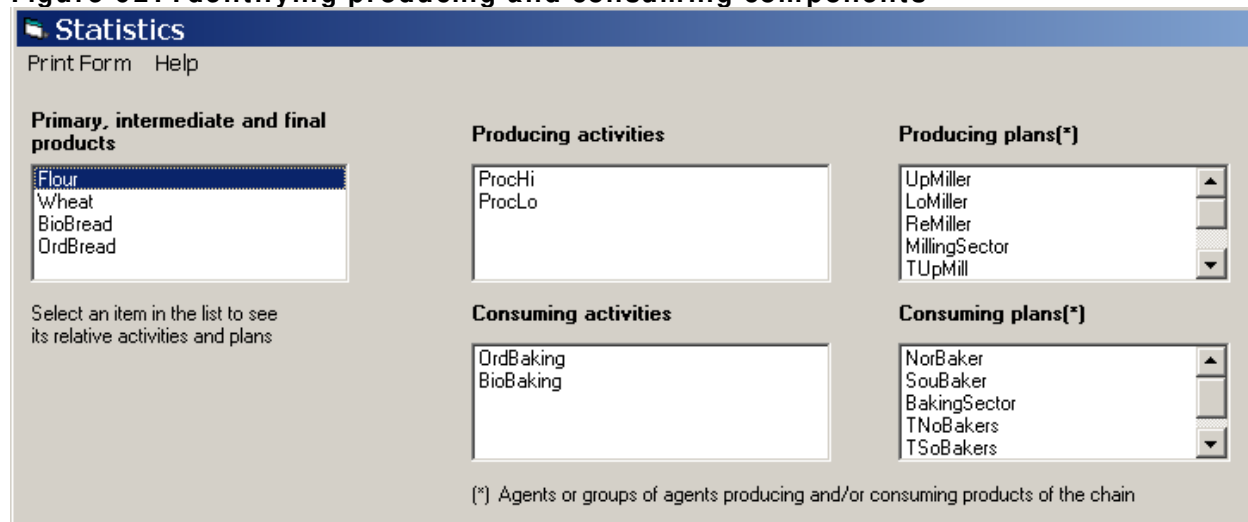 Statistics
Print Form Help
Primary, intermediate and final
products
Flour
Wheat
BioBread
OrdBread
Select an item in the list to see
its relative activities and plans
Producing activities
ProcHi
ProcLo
Producing plans(*)
UpMiller
LoMiller
ReMiller
MillingSector
TUpMill
Consuming activities
OrdBaking
BioBaking
Consuming plans(*)
NorBaker
SouBaker
BakingSector
TNoBakers
TSoBakers
(*) Agents or groups of agents producing and/or consuming products of the chain